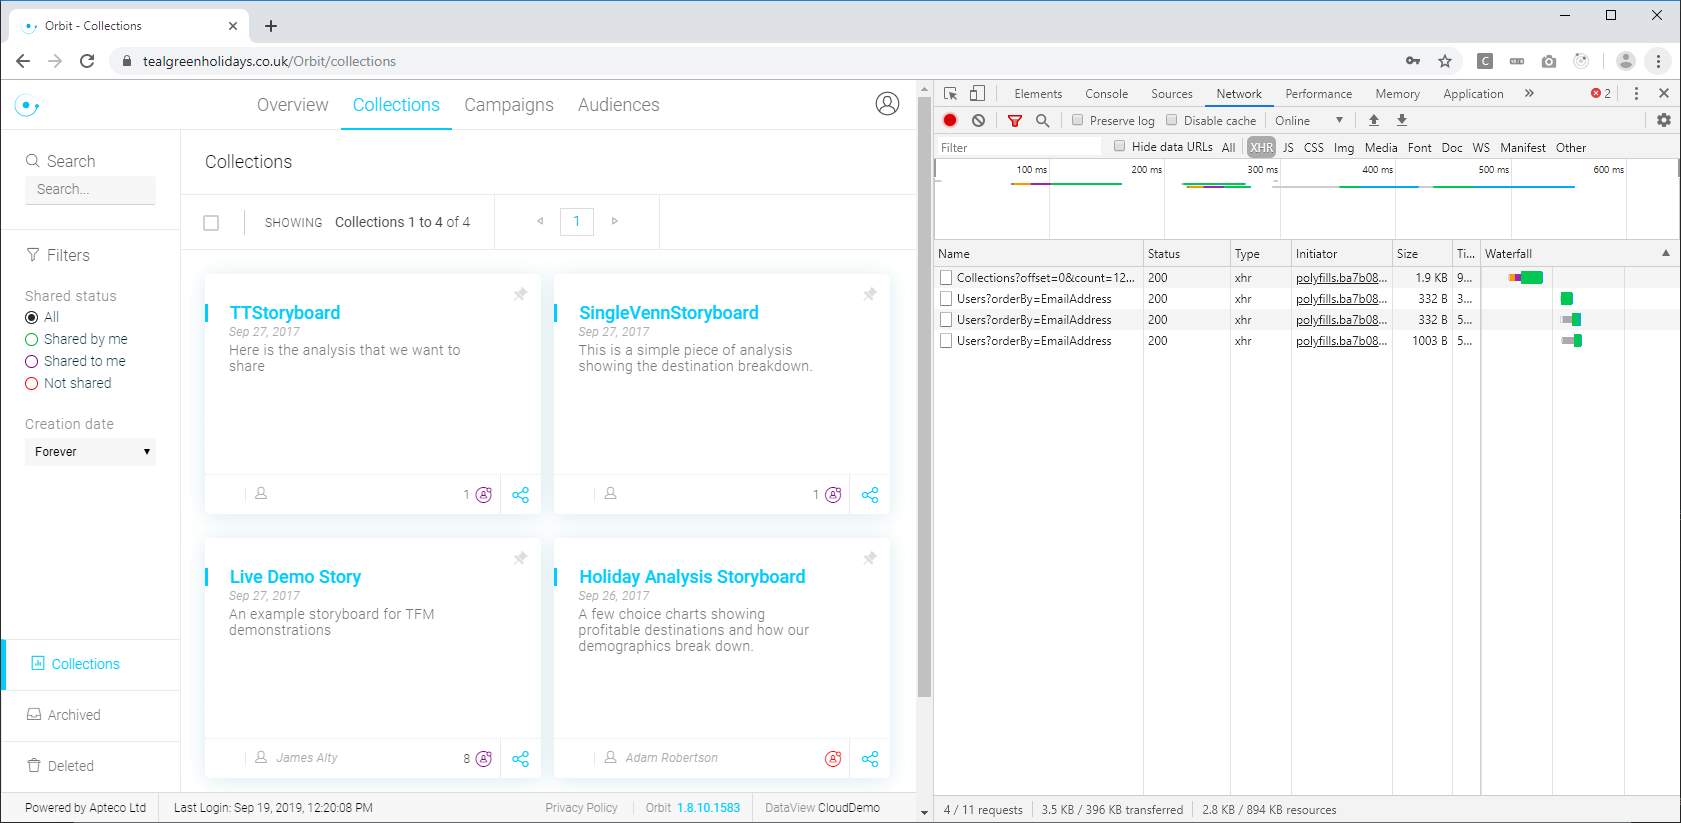 Orbit - Collections
tealgreenholidays.co.uk/Orbit/collections
Overview Collections Campaigns Audiences
Search
Search...
Filters
Shared status
All
Shared by me
Shared to me
Not shared
Creation date
Forever
Collections
Archived
Deleted
Collections
SHOWING Collections 1 to 4 of 4
1
TTStoryboard
Sep 27, 2017
Here is the analysis that we want to
share
1
SingleVennStoryboard
Sep 27, 2017
This is a simple piece of analysis
showing the destination breakdown.
1
Live Demo Story
Sep 27, 2017
An example storyboard for TFM
demonstrations
James Alty 8
Holiday Analysis Storyboard
Sep 26, 2017
A few choice charts showing
profitable destinations and how our
demographics break down.
Adam Robertson
Powered by Apteco Ltd Last Login: Sep 19, 2019, 12:20:08 PM Privacy Policy Orbit 1.8.10.1583 DataView CloudDemo
Elements Console Sources Network Performance Memory Application » 2
Preserve log Disable cache Online
Filter Hide data URLs All XHR JS CSS Img Media Font Doc WS Manifest Other
100 ms 200 ms 300 ms 400 ms 500 ms 600 ms
Name Status Type Initiator Size Ti... Waterfall
Collections?offset=0&count=12... 200 xhr polyfills.ba7b08... 1.9 KB 9...
Users?orderBy=EmailAddress 200 xhr polyfills.ba7b08... 332 B 3...
Users?orderBy=EmailAddress 200 xhr polyfills.ba7b08... 332 B 5...
Users?orderBy=EmailAddress 200 xhr polyfills.ba7b08... 1003 B 5...
4 / 11 requests 3.5 KB / 396 KB transferred 2.8 KB / 894 KB resources